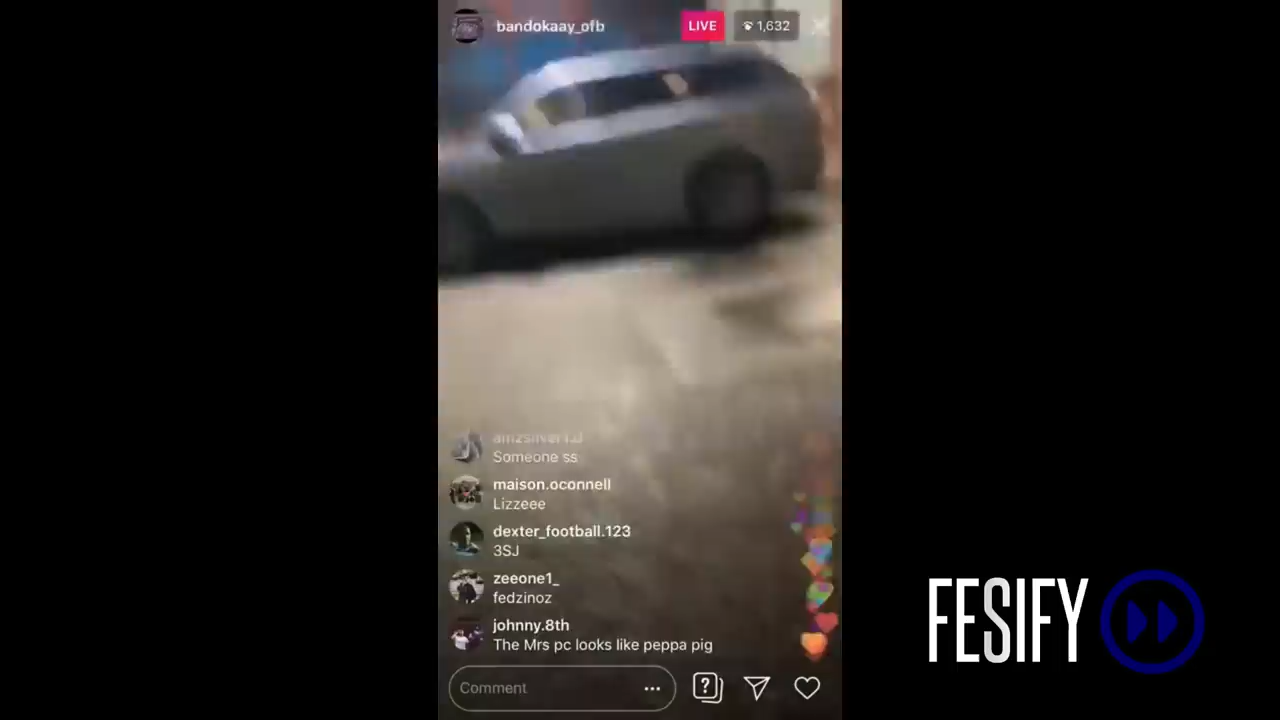 bandokaay_ofb
LIVE
1,632
Someone ss
maison.oconnell
Lizzeee
dexter_football.123
3SJ
zeeone1_
fedzinoz
johnny.8th
The Mrs pc looks like peppa pig
Comment
FESIFY